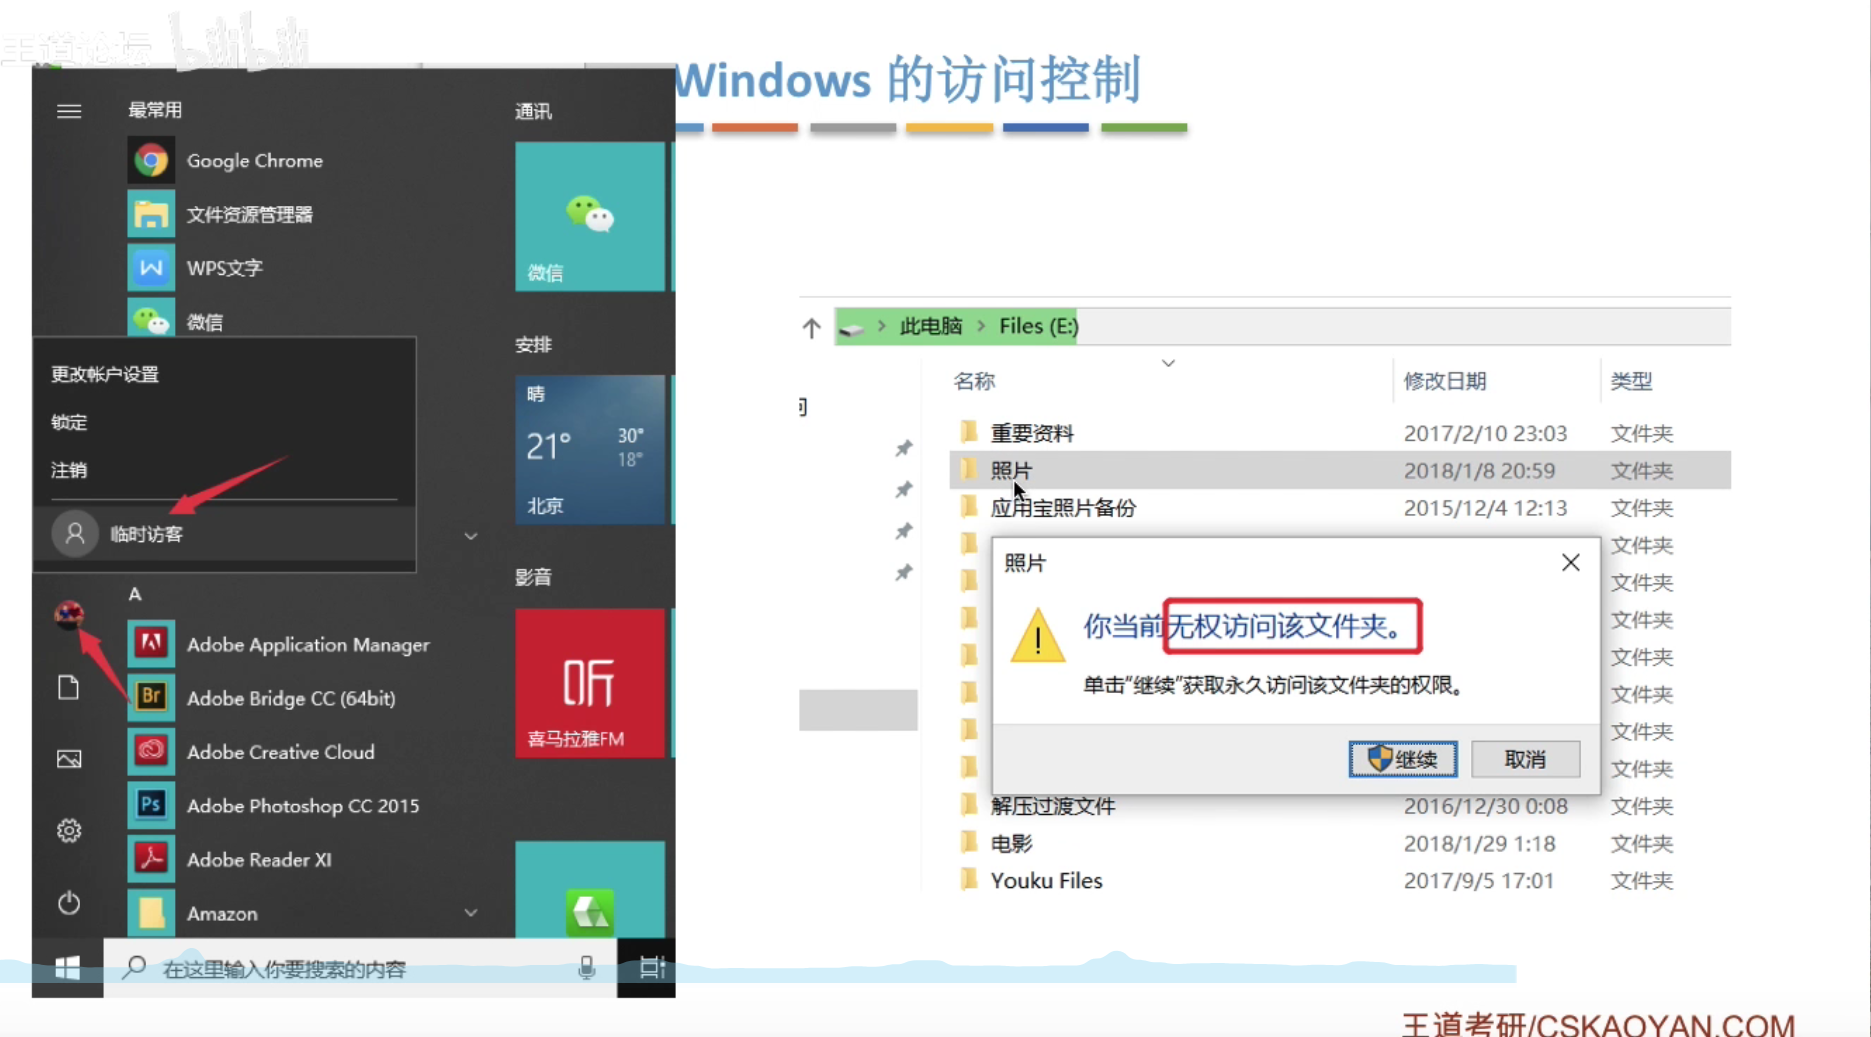 王道论坛 bilibili
Windows 的访问控制
最常用
Google Chrome
文件资源管理器
WPS文字
微信
更改帐户设置
锁定
注销
临时访客
A
Adobe Application Manager
Adobe Bridge CC (64bit)
Adobe Creative Cloud
Adobe Photoshop CC 2015
Adobe Reader XI
Amazon
在这里输入你要搜索的内容
通讯
微信
安排
晴
21° 30°
18°
北京
影音
听
喜马拉雅FM
此电脑 > Files (E:)
名称 修改日期 类型
重要资料 2017/2/10 23:03 文件夹
照片 2018/1/8 20:59 文件夹
应用宝照片备份 2015/12/4 12:13 文件夹
文件夹
文件夹
文件夹
文件夹
文件夹
文件夹
文件夹
照片
你当前无权访问该文件夹。
单击“继续”获取永久访问该文件夹的权限。
继续 取消
解压过渡文件 2016/12/30 0:08 文件夹
电影 2018/1/29 1:18 文件夹
Youku Files 2017/9/5 17:01 文件夹
王道考研/CSKAOYAN.COM